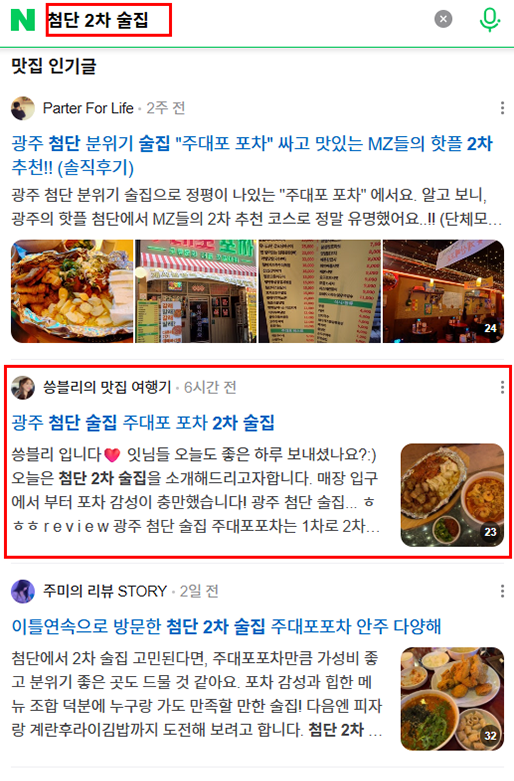 N 첨단 2차 술집
맛집 인기글
Parter For Life · 2주 전
광주 첨단 분위기 술집 "주대포 포차" 싸고 맛있는 MZ들의 핫플 2차
추천!! (솔직후기)
광주 첨단 분위기 술집으로 정평이 나있는 "주대포 포차" 에서요. 알고 보니,
광주의 핫플 첨단에서 MZ들의 2차 추천 코스로 정말 유명했어요..!! (단체모...
24
쏭블리의 맛집 여행기 · 6시간 전
광주 첨단 술집 주대포 포차 2차 술집
쏭블리 입니다❤️ 잇님들 오늘도 좋은 하루 보내셨나요?:)
오늘은 첨단 2차 술집을 소개해드리고자합니다. 매장 입구
에서 부터 포차 감성이 충만했습니다! 광주 첨단 술집... ㅎ
ㅎㅎ r e v i e w 광주 첨단 술집 주대포포차는 1차로 2차...
23
주미의 리뷰 STORY · 2일 전
이틀연속으로 방문한 첨단 2차 술집 주대포포차 안주 다양해
첨단에서 2차 술집 고민된다면, 주대포포차만큼 가성비 좋
고 분위기 좋은 곳도 드물 것 같아요. 포차 감성과 힙한 메
뉴 조합 덕분에 누구랑 가도 만족할 만한 술집! 다음엔 피자
랑 계란후라이김밥까지 도전해 보려고 합니다. 첨단 2차 ...
32